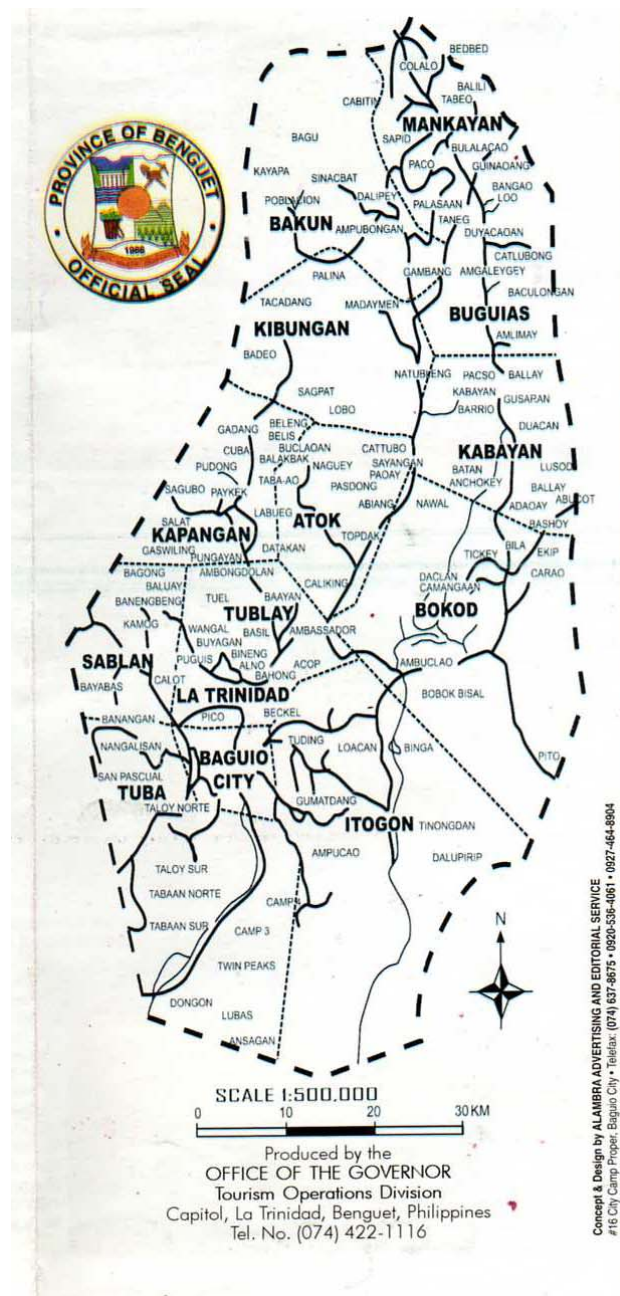 BEDBED
COLALO
BALILI
CABITIN
TABEO
MANKAYAN
PROVINCE OF BENGUET
1966
OFFICIAL SEAL
BAGU
SAPID
BULALACAO
PACO
GUINAOANG
KAYAPA
SINACBAT
BANGAO
LOO
POBLACION
DALIPEY
PALASAAN
BAKUN
TANEG
AMPUBONGAN
DUYACAOAN
CATLUBONG
PALINA
GAMBANG
AMGALEYGEY
TACADANG
MADAYMEN
BACULONGAN
BUGUIAS
KIBUNGAN
AMLIMAY
BADEO
NATUBLENG
PACSO
BALLAY
SAGPAT
KABAYAN
BARRIO
GUSARAN
LOBO
GADANG
BELENG
BELIS
DUACAN
CUBA
BUCLAOAN
CATTUBO
KABAYAN
PUDONG
BALAKBAK
NAGUEY
SAYANGAN
PAOAY
BATAN
LUSOD
TABA-AO
PASDONG
ANCHOKEY
SAGUBO
PAYKEK
BALLAY
LABUEG
ATOK
ABIANG
NAWAL
ADAOAY
ABUCOT
SALAT
BASHOY
KAPANGAN
TOPDAK
GASWILING
DATAKAN
BILA
TICKEY
EKIP
PUNGAYAN
BAGONG
AMBONGDOLAN
CALIKING
DACLAN
CARAO
BALUAY
CAMANGAAN
BANENGBENG
TUEL
BAAYAN
TUBLAY
BOKOD
KAMOG
WANGAL
BASIL
AMBASSADOR
BUYAGAN
SABLAN
PUGUIS
BINENG
ALNO
ACOP
AMBUCLAO
CALOT
BAHONG
BAYABAS
LA TRINIDAD
BOBOK BISAL
BANANGAN
PICO
BECKEL
NANGALISAN
TUDING
LOACAN
BINGA
BAGUIO
CITY
PITO
SAN PASCUAL
TUBA
GUMATDANG
TALOY NORTE
ITOGON
TINONGDAN
AMPUCAO
DALUPIRIP
TALOY SUR
TABAAN NORTE
CAMP 4
TABAAN SUR
CAMP 3
N
TWIN PEAKS
DONGON
LUBAS
ANSAGAN
SCALE 1:500,000
0 10 20 30 KM
Produced by the
OFFICE OF THE GOVERNOR
Tourism Operations Division
Capitol, La Trinidad, Benguet, Philippines
Tel. No. (074) 422-1116
Concept & Design by ALAMBRA ADVERTISING AND EDITORIAL SERVICE
#16 City Camp Proper, Baguio City • Telefax: (074) 637-8675 • 0920-536-4061 • 0927-464-8904